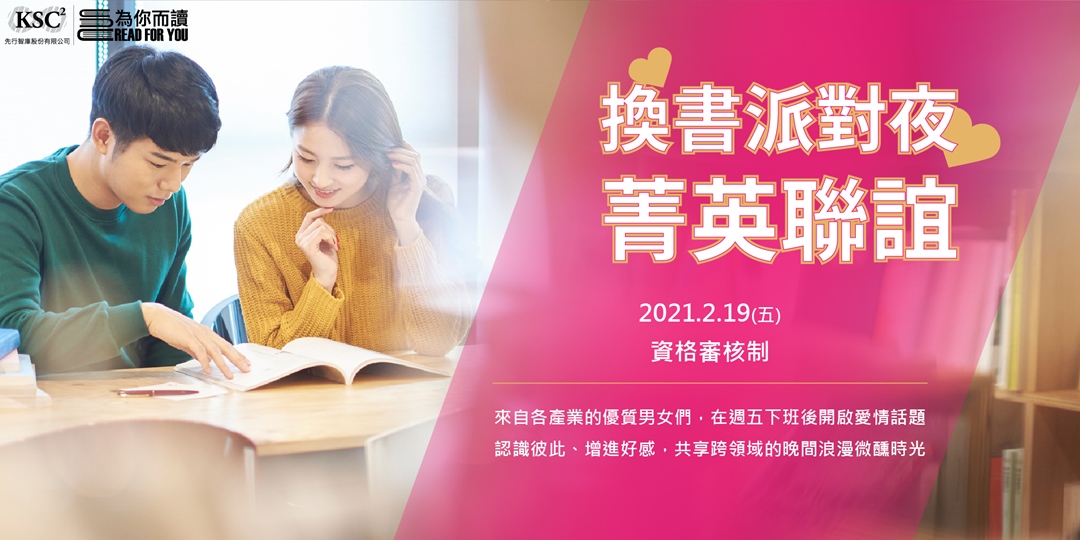 KSC²
先行智庫股份有限公司
為你而讀
READ FOR YOU
換書派對夜
菁英聯誼
2021.2.19(五)
資格審核制
來自各產業的優質男女們，在週五下班後開啟愛情話題
認識彼此、增進好感，共享跨領域的晚間浪漫微醺時光